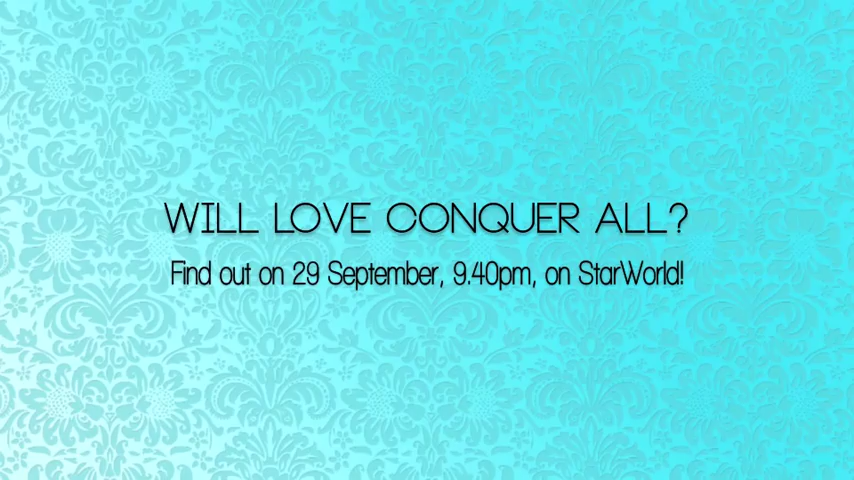 WILL LOVE CONQUER ALL?
Find out on 29 September, 9.40pm, on StarWorld!